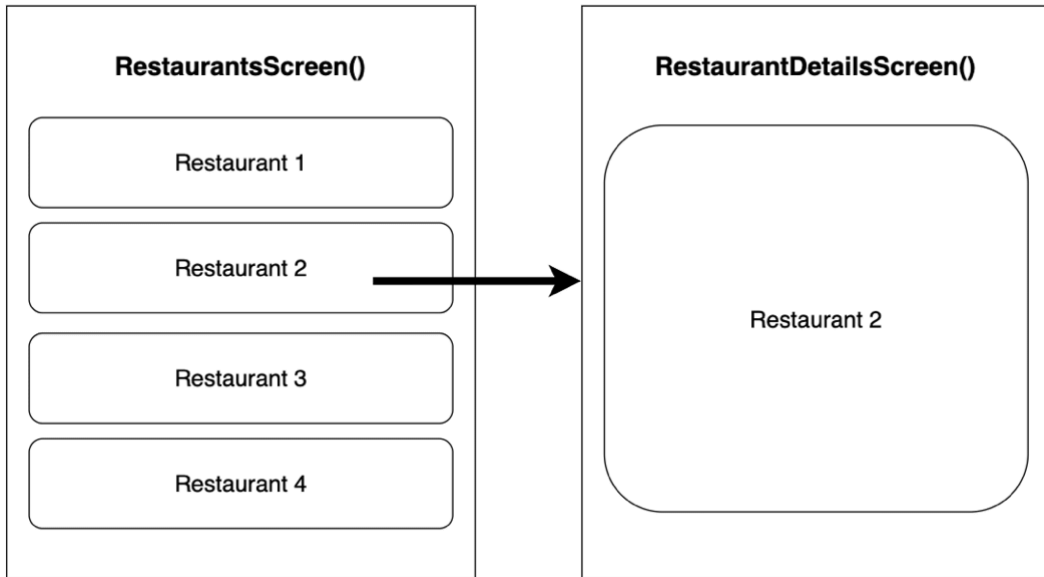 RestaurantsScreen()
Restaurant 1
Restaurant 2
Restaurant 3
Restaurant 4
RestaurantDetailsScreen()
Restaurant 2